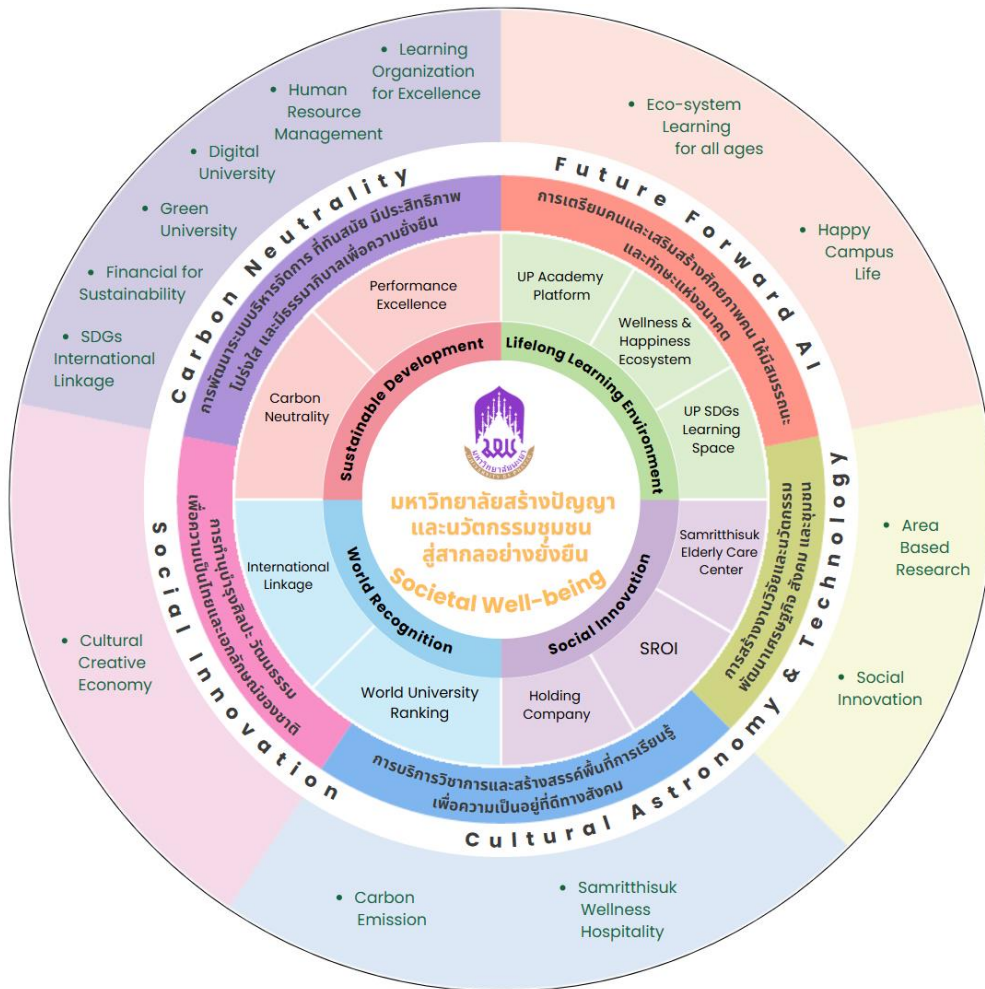 • Learning
Organization
for Excellence
• Human
Resource
Management
• Digital
University
• Green
University
• Financial for
Sustainability
• SDGs
International
Linkage
• Eco-system
Learning
for all ages
• Happy
Campus
Life
• Area
Based
Research
• Social
Innovation
• Samritthisuk
Wellness
Hospitality
• Carbon
Emission
• Cultural
Creative
Economy
Carbon Neutrality
Future Forward AI
Cultural Astronomy & Technology
Social Innovation
การพัฒนาระบบบริหารจัดการ ที่ทันสมัย มีประสิทธิภาพ
โปร่งใส และมีธรรมาภิบาลเพื่อความยั่งยืน
การเตรียมคนและเสริมสร้างศักยภาพคน ให้มีสมรรถนะ
และทักษะแห่งอนาคต
การสร้างงานวิจัยและนวัตกรรม
พัฒนาเศรษฐกิจ สังคม และชุมชน
การบริการวิชาการและสร้างสรรค์พื้นที่การเรียนรู้
เพื่อความเป็นอยู่ที่ดีทางสังคม
การทำนุบำรุงศิลปะ วัฒนธรรม
เพื่อความเป็นไทยและเอกลักษณ์ของชาติ
Performance
Excellence
Carbon
Neutrality
UP Academy
Platform
Wellness &
Happiness
Ecosystem
UP SDGs
Learning
Space
Samritthisuk
Elderly Care
Center
SROI
Holding
Company
World University
Ranking
International
Linkage
Sustainable Development
Lifelong Learning Environment
Social Innovation
World Recognition
มหาวิทยาลัยพะเยา
UNIVERSITY OF PHAYAO
มหาวิทยาลัยสร้างปัญญา
และนวัตกรรมชุมชน
สู่สากลอย่างยั่งยืน
Societal Well-being